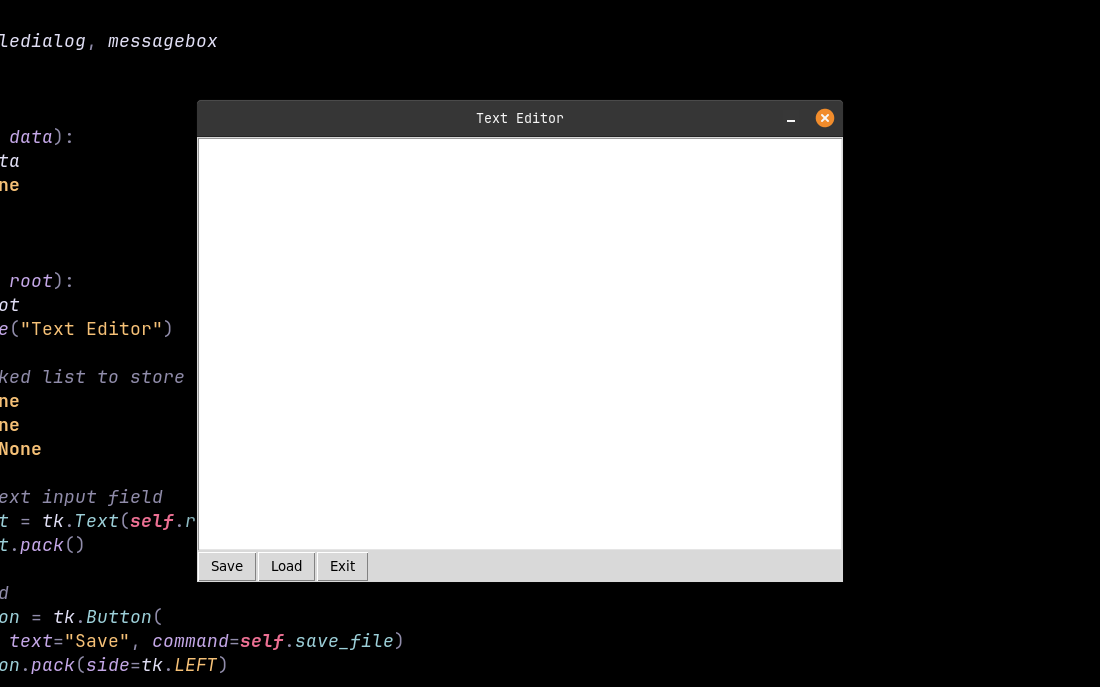 ledialog, messagebox
Text Editor
data):
ta
ne
root):
ot
e("Text Editor")
ked list to store
ne
ne
None
ext input field
t = tk.Text(self.r
t.pack()
Save Load Exit
d
on = tk.Button(
text="Save", command=self.save_file)
on.pack(side=tk.LEFT)